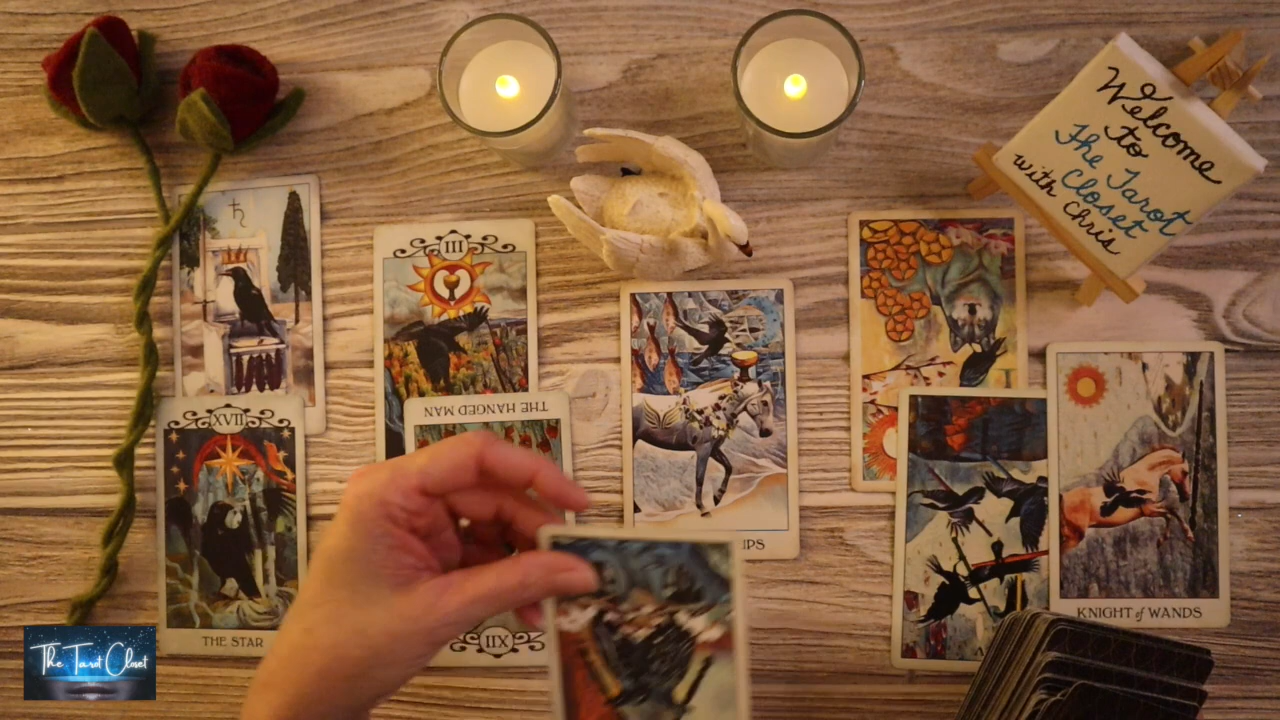 Welcome
to
The Tarot
Closet
with Chris
III
THE HANGED MAN
XVII
THE STAR
XII
KNIGHT of WANDS
The Tarot Closet